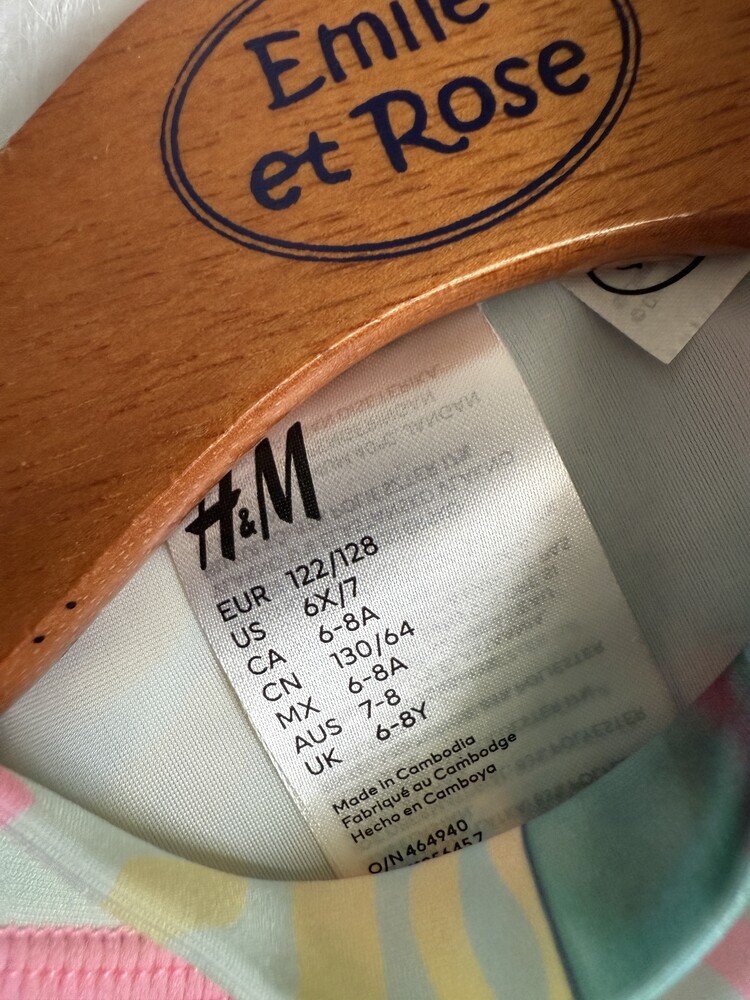 Emile
et Rose
H&M
EUR 122/128
US 6X/7
CA 6-8A
CN 130/64
MX 6-8A
AUS 7-8
UK 6-8Y
Made in Cambodia
Fabriqué au Cambodge
Hecho en Camboya
O/N 464940